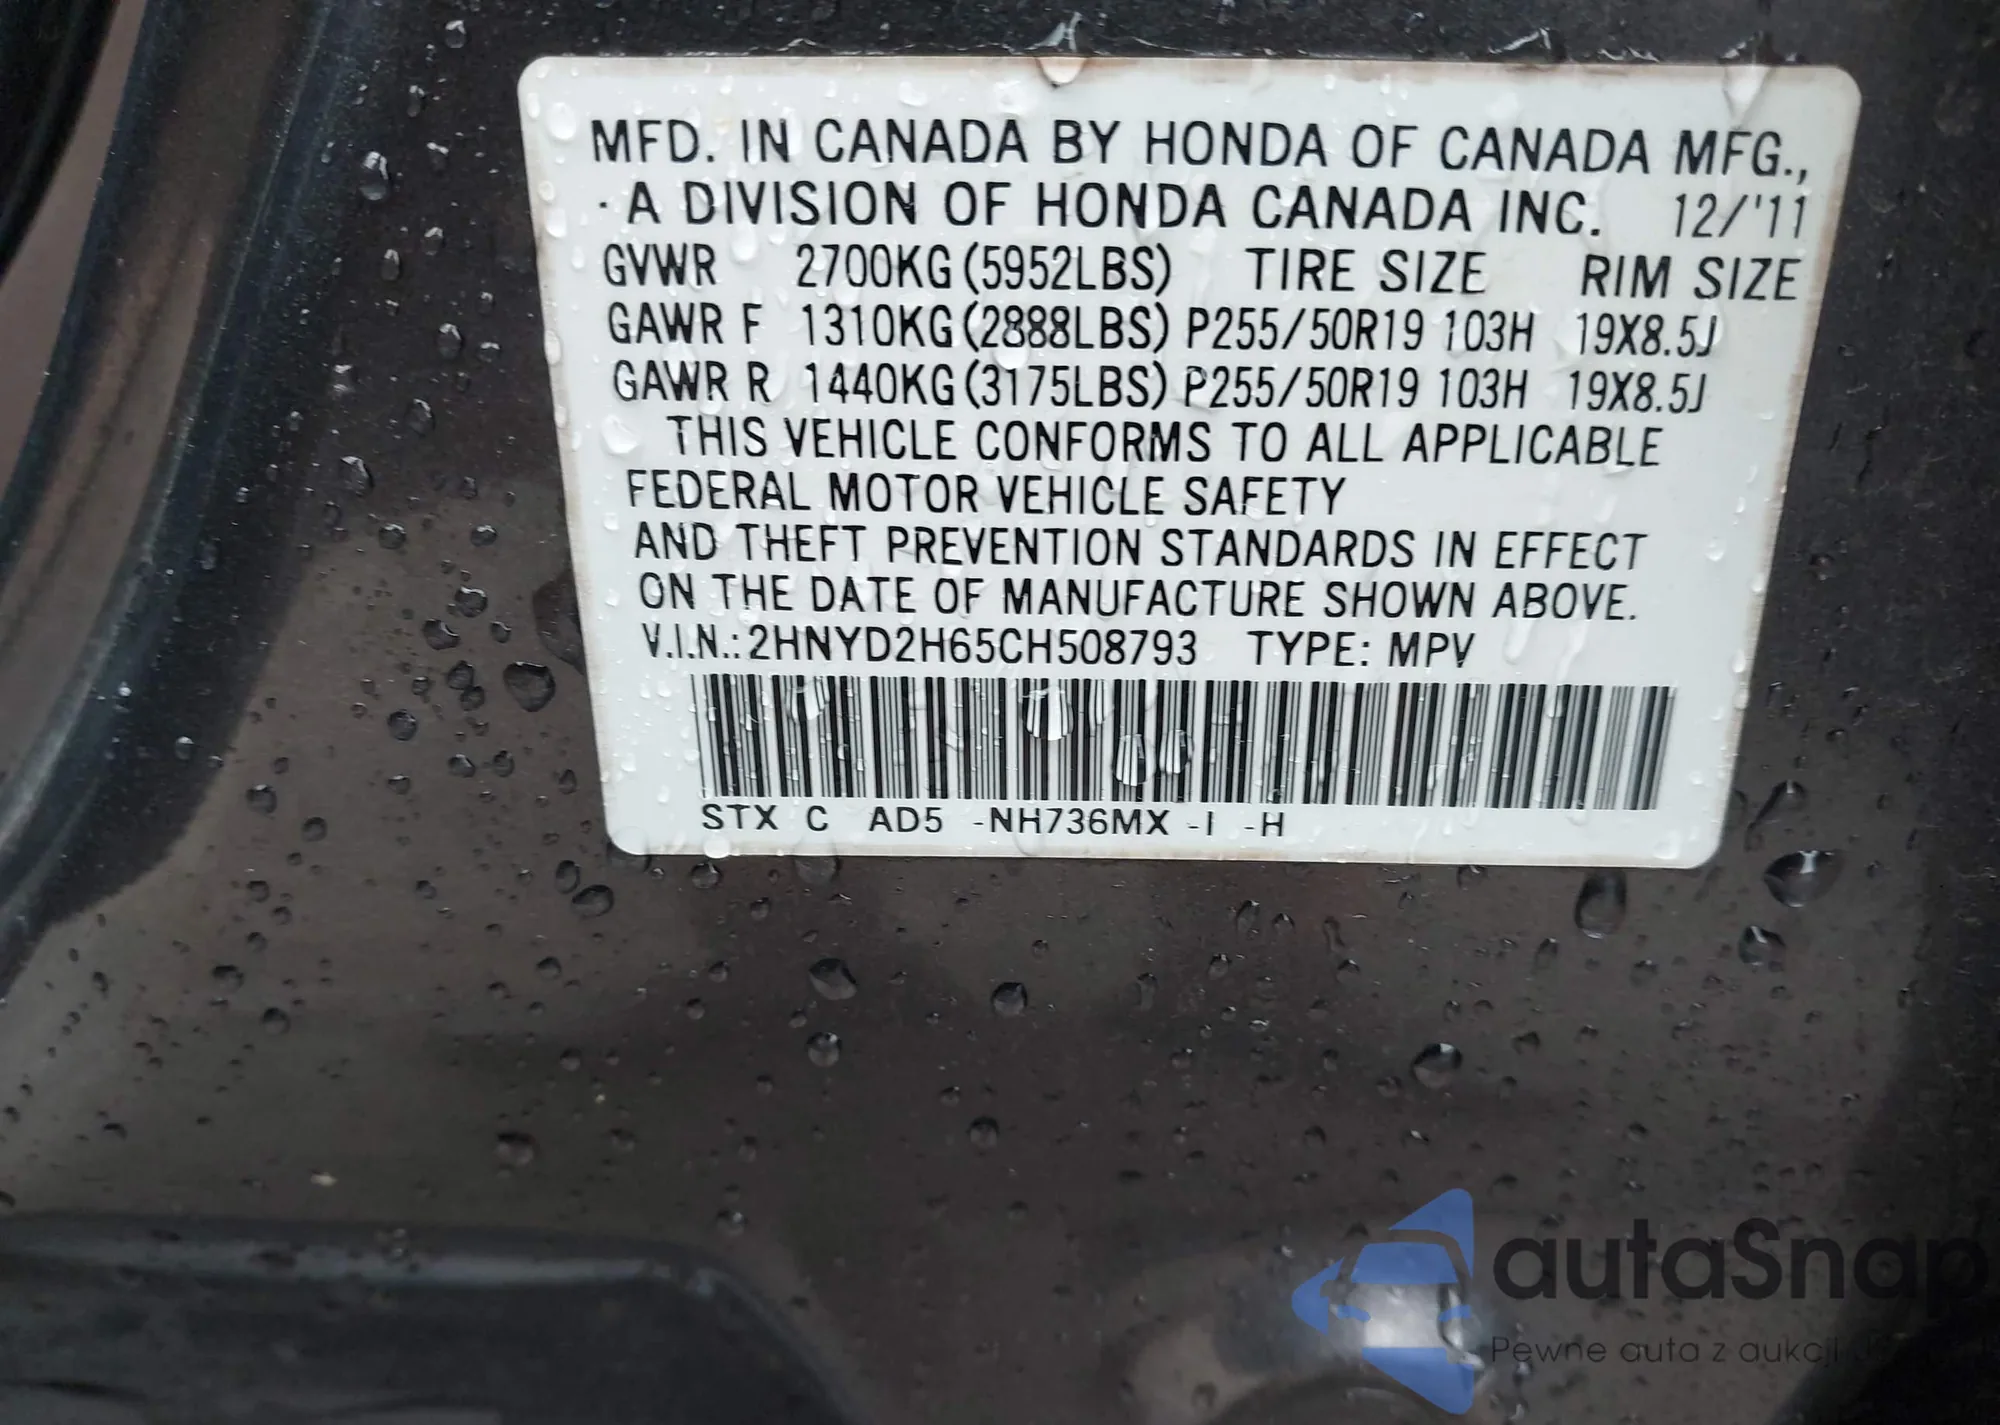 MFD. IN CANADA BY HONDA OF CANADA MFG.,
A DIVISION OF HONDA CANADA INC. 12/'11
GVWR 2700KG (5952LBS) TIRE SIZE RIM SIZE
GAWR F 1310KG (2888LBS) P255/50R19 103H 19X8.5J
GAWR R 1440KG (3175LBS) P255/50R19 103H 19X8.5J
THIS VEHICLE CONFORMS TO ALL APPLICABLE
FEDERAL MOTOR VEHICLE SAFETY
AND THEFT PREVENTION STANDARDS IN EFFECT
ON THE DATE OF MANUFACTURE SHOWN ABOVE.
V.I.N.: 2HNYD2H65CH508793 TYPE: MPV
STX C AD5 -NH736MX -I -H
autaSnap
Pewne auta z aukcji